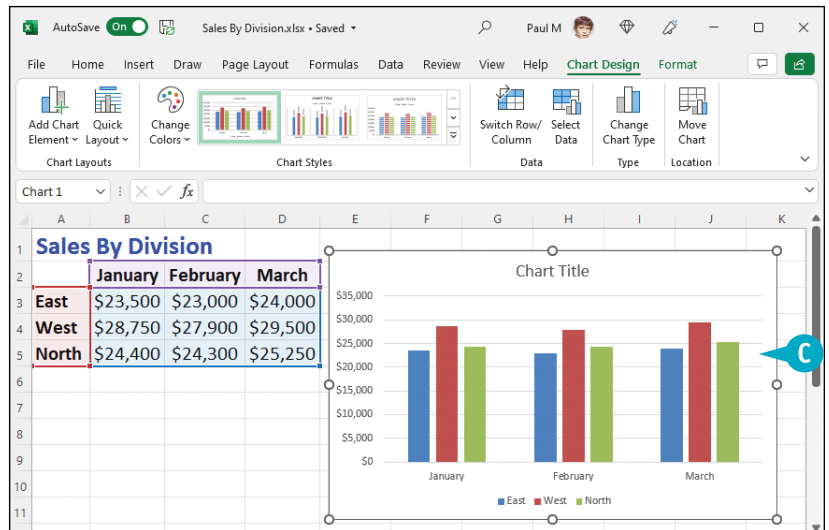 AutoSave On Sales By Division.xlsx • Saved Paul M
File Home Insert Draw Page Layout Formulas Data Review View Help Chart Design Format
Add Chart Element Quick Layout Change Colors Switch Row/ Column Select Data Change Chart Type Move Chart
Chart Layouts Chart Styles Data Type Location
Chart 1 fx
A B C D E F G H I J K
1 Sales By Division
2 January February March
3 East $23,500 $23,000 $24,000
4 West $28,750 $27,900 $29,500
5 North $24,400 $24,300 $25,250
6
7
8
9
10
11
Chart Title
$35,000
$30,000
$25,000
$20,000
$15,000
$10,000
$5,000
$0
January February March
East West North
C